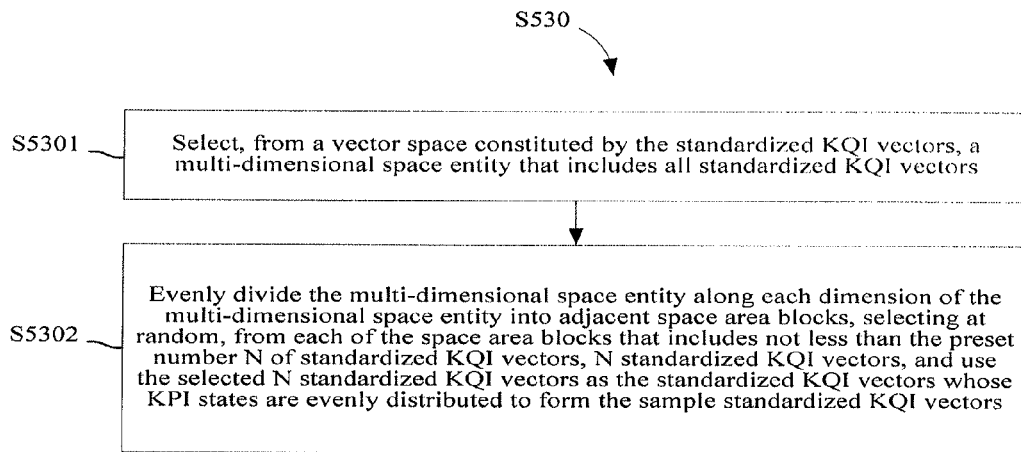 S530
S5301
Select, from a vector space constituted by the standardized KQI vectors, a
multi-dimensional space entity that includes all standardized KQI vectors
S5302
Evenly divide the multi-dimensional space entity along each dimension of the
multi-dimensional space entity into adjacent space area blocks, selecting at
random, from each of the space area blocks that includes not less than the preset
number N of standardized KQI vectors, N standardized KQI vectors, and use
the selected N standardized KQI vectors as the standardized KQI vectors whose
KPI states are evenly distributed to form the sample standardized KQI vectors